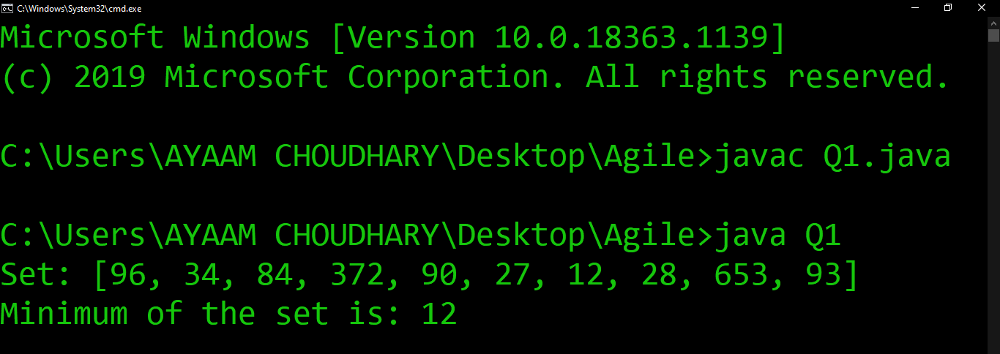 C:\Windows\System32\cmd.exe
Microsoft Windows [Version 10.0.18363.1139]
(c) 2019 Microsoft Corporation. All rights reserved.
C:\Users\AYAAM CHOUDHARY\Desktop\Agile>javac Q1.java
C:\Users\AYAAM CHOUDHARY\Desktop\Agile>java Q1
Set: [96, 34, 84, 372, 90, 27, 12, 28, 653, 93]
Minimum of the set is: 12